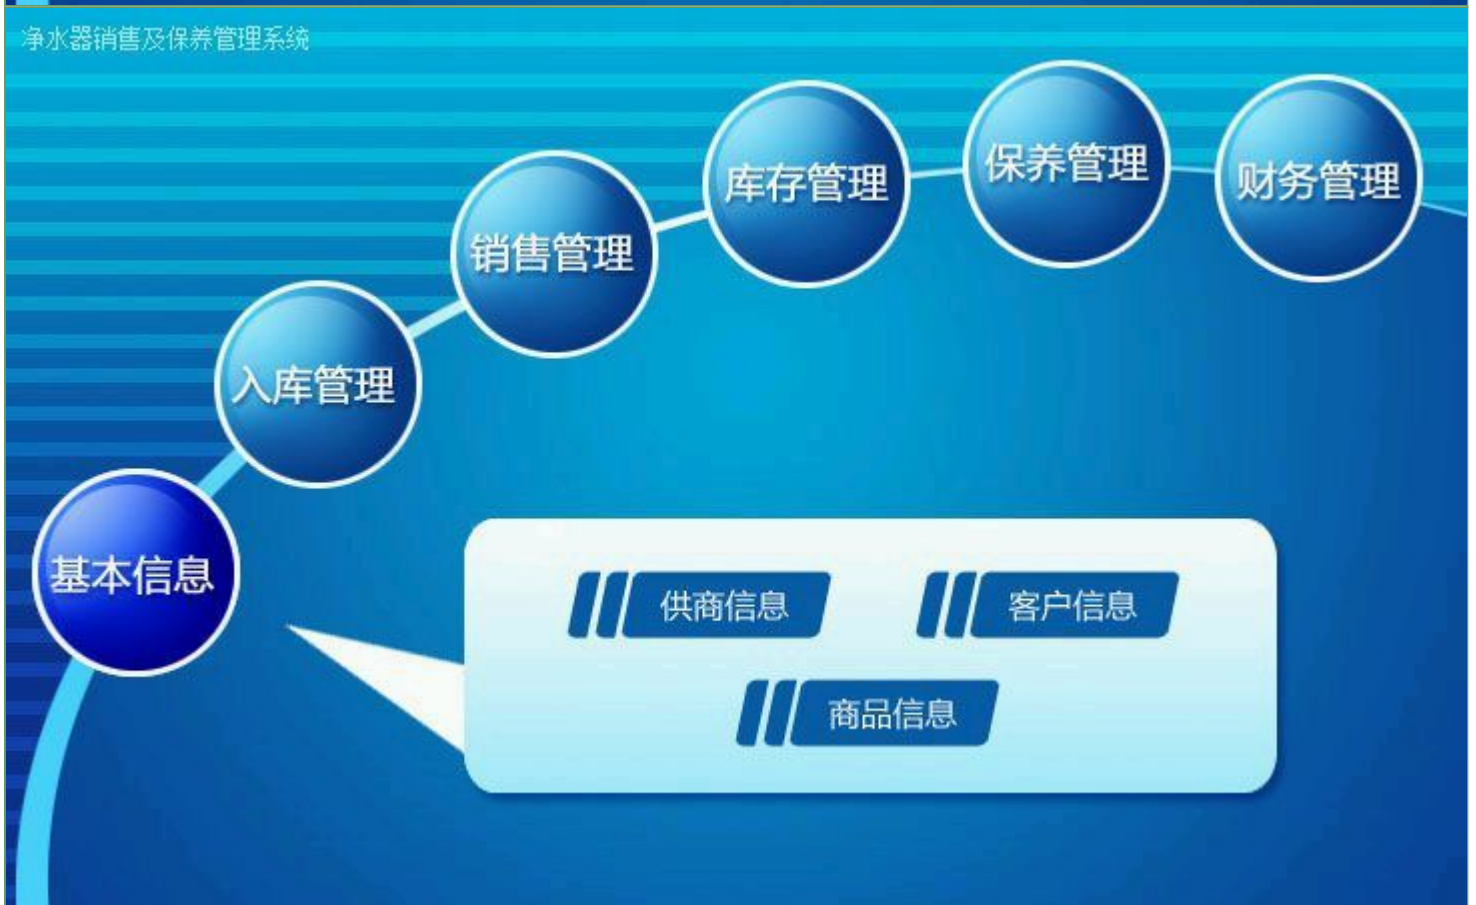 净水器销售及保养管理系统
保养管理
财务管理
库存管理
销售管理
入库管理
基本信息
供商信息
客户信息
商品信息